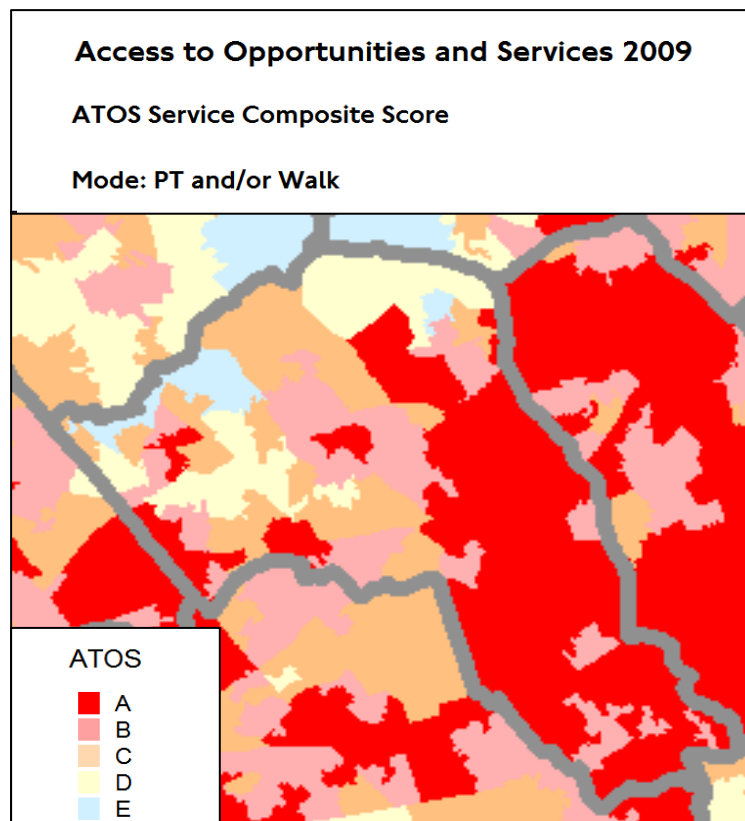 Access to Opportunities and Services 2009
ATOS Service Composite Score
Mode: PT and/or Walk
ATOS
A
B
C
D
E